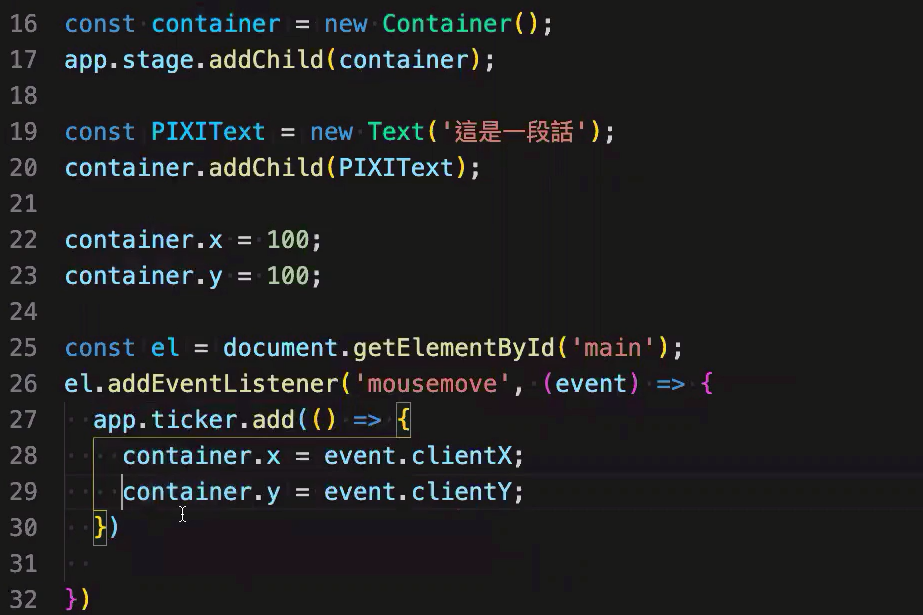 16 const container = new Container();
17 app.stage.addChild(container);
18
19 const PIXIText = new Text('這是一段話');
20 container.addChild(PIXIText);
21
22 container.x = 100;
23 container.y = 100;
24
25 const el = document.getElementById('main');
26 el.addEventListener('mousemove', (event) => {
27   app.ticker.add(() => {
28     container.x = event.clientX;
29     container.y = event.clientY;
30   })
31
32 })